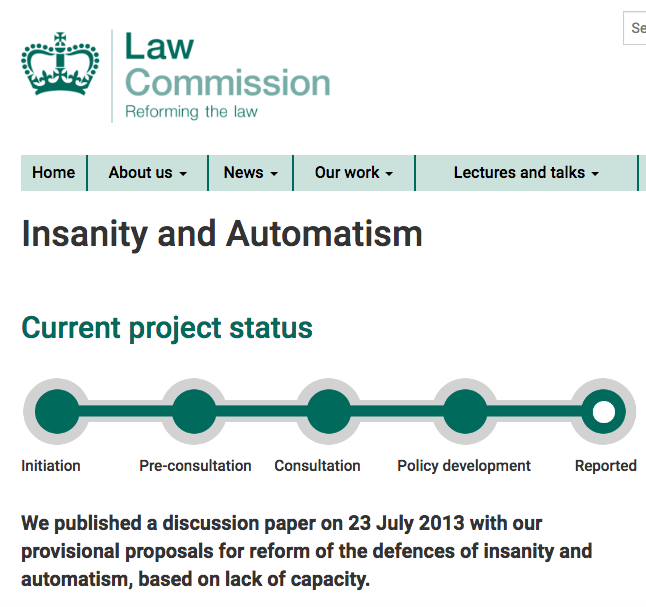 Law
Commission
Reforming the law
Se
Home About us News Our work Lectures and talks
Insanity and Automatism
Current project status
Initiation Pre-consultation Consultation Policy development Reported
We published a discussion paper on 23 July 2013 with our
provisional proposals for reform of the defences of insanity and
automatism, based on lack of capacity.